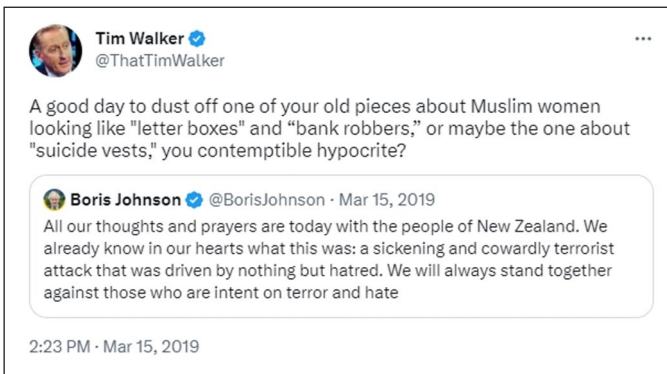 Tim Walker
@ThatTimWalker
A good day to dust off one of your old pieces about Muslim women
looking like "letter boxes" and “bank robbers,” or maybe the one about
"suicide vests," you contemptible hypocrite?
Boris Johnson @BorisJohnson · Mar 15, 2019
All our thoughts and prayers are today with the people of New Zealand. We
already know in our hearts what this was: a sickening and cowardly terrorist
attack that was driven by nothing but hatred. We will always stand together
against those who are intent on terror and hate
2:23 PM · Mar 15, 2019